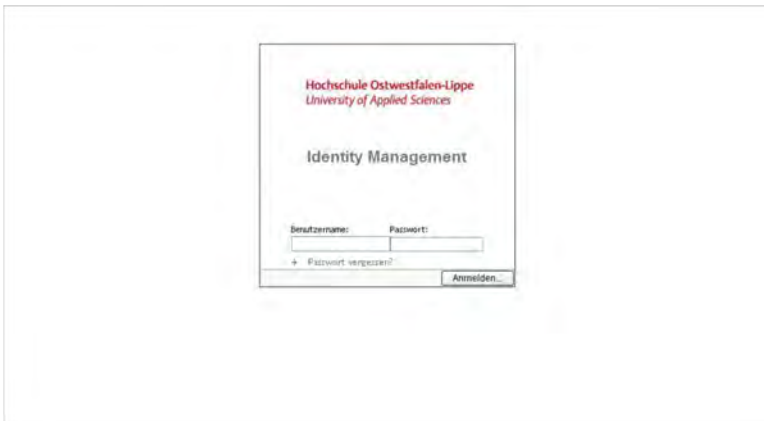 Hochschule Ostwestfalen-Lippe
University of Applied Sciences
Identity Management
Benutzername: Passwort:
Passwort vergessen?
Anmelden...